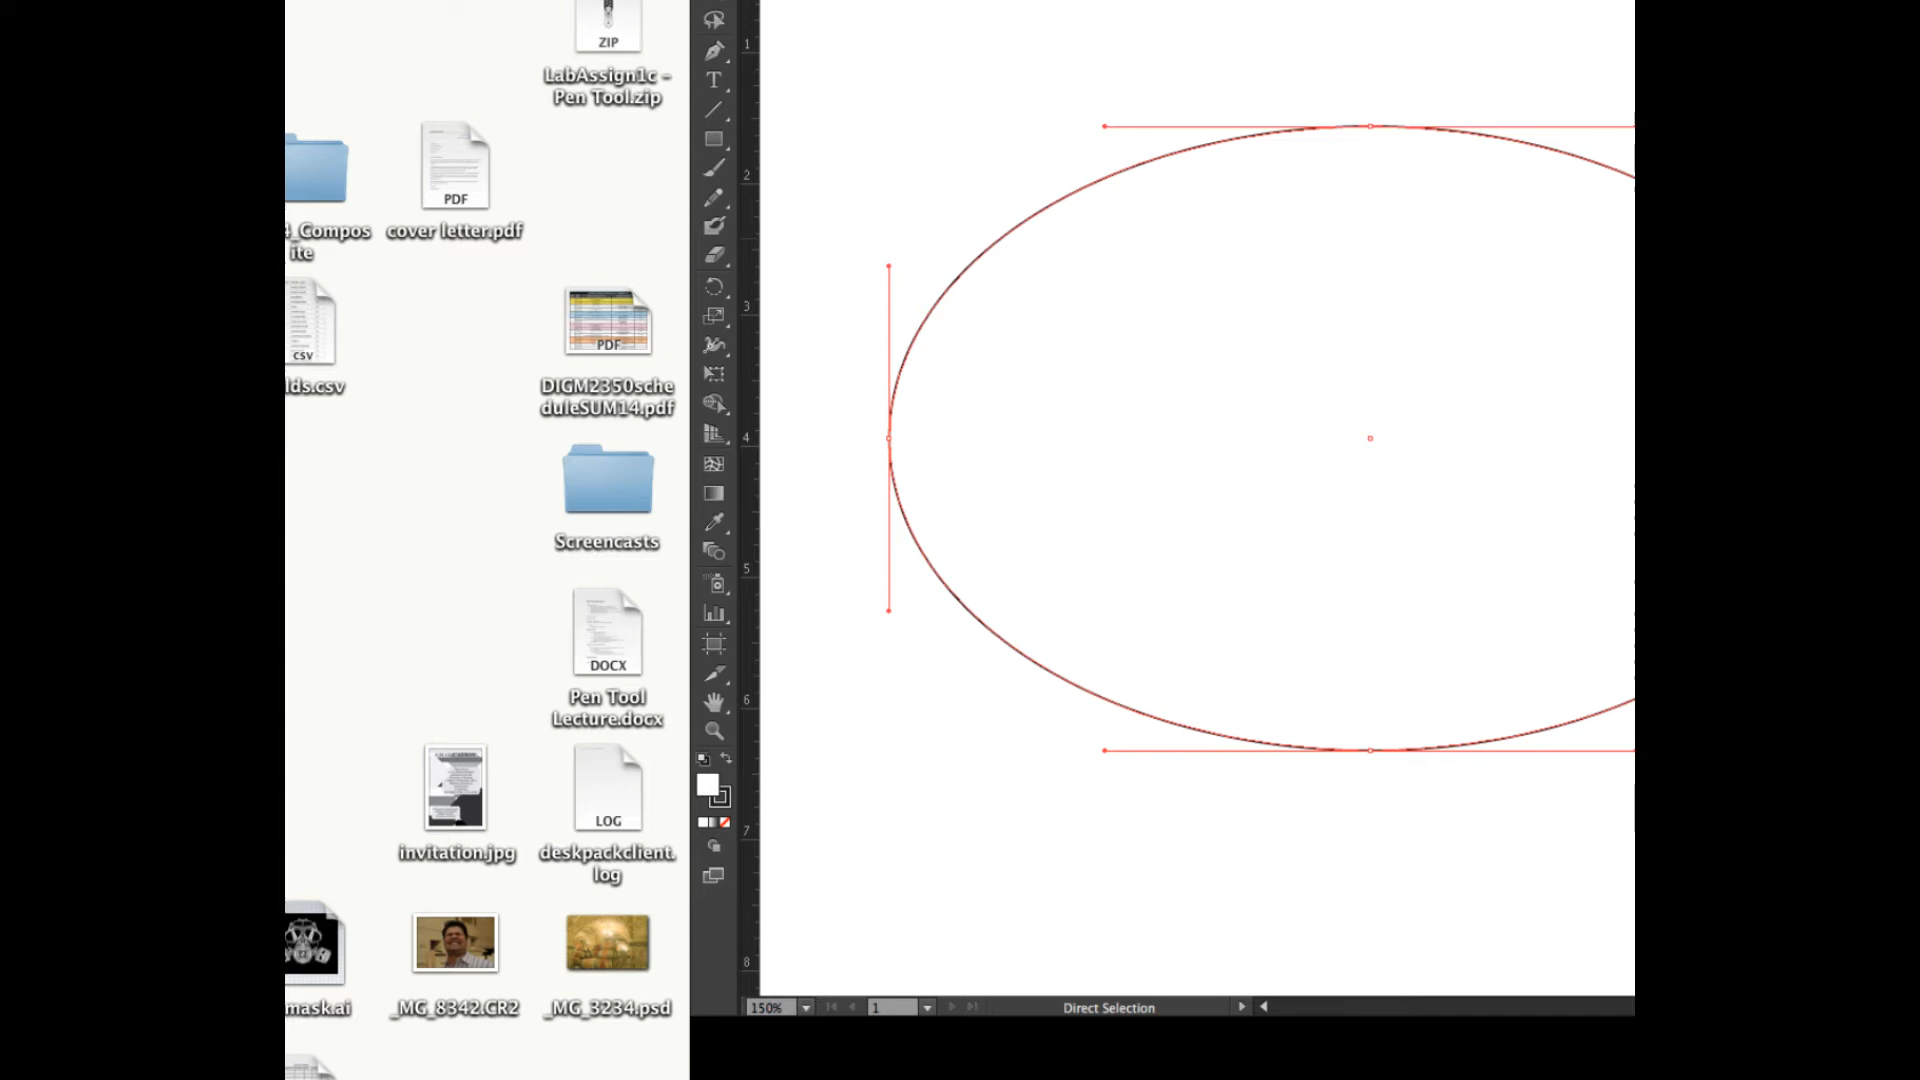 ZIP
LabAssign1c –
Pen Tool.zip
PDF
4_Compos
ite
cover letter.pdf
CSV
lds.csv
PDF
DIGM2350sche
duleSUM14.pdf
Screencasts
DOCX
Pen Tool
Lecture.docx
LOG
invitation.jpg
deskpackclient.
log
mask.ai
_MG_8342.CR2
_MG_3234.psd
T
1
2
3
4
5
6
7
8
150%
1
Direct Selection